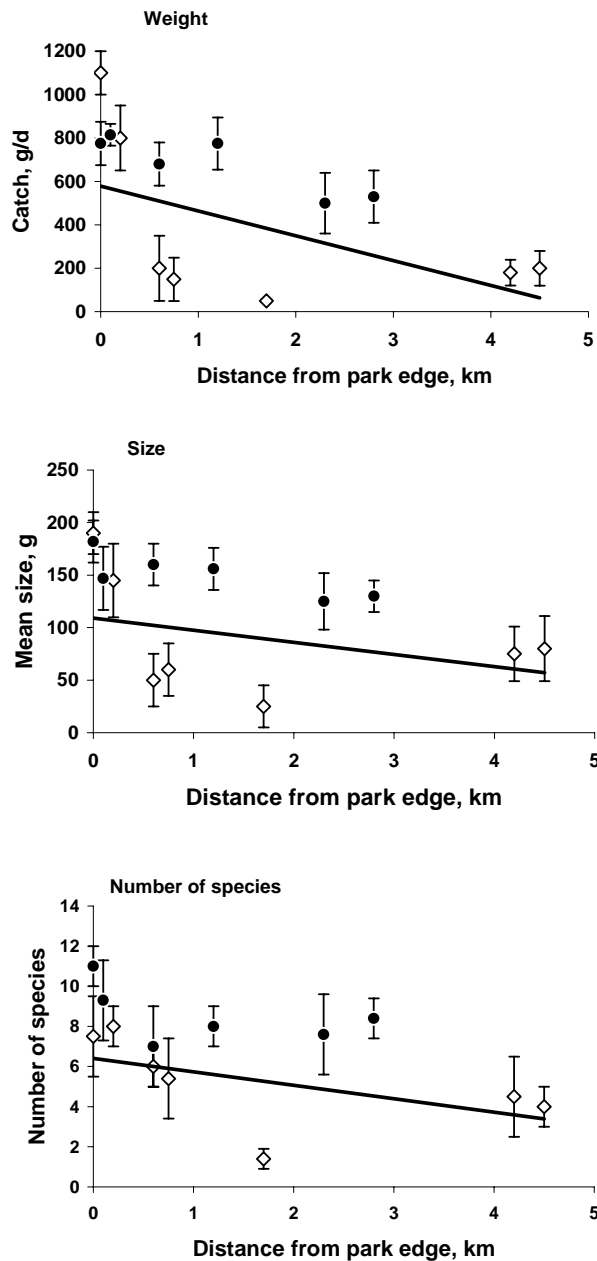 Weight
1200
1000
800
600
400
200
0
Catch, g/d
0 1 2 3 4 5
Distance from park edge, km
Size
250
200
150
100
50
0
Mean size, g
0 1 2 3 4 5
Distance from park edge, km
Number of species
14
12
10
8
6
4
2
0
Number of species
0 1 2 3 4 5
Distance from park edge, km